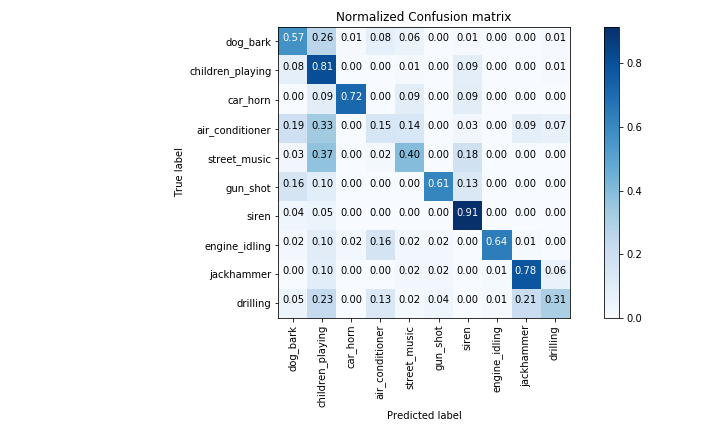 Normalized Confusion matrix
True label
dog_bark 0.57 0.26 0.01 0.08 0.06 0.00 0.01 0.00 0.00 0.01
children_playing 0.08 0.81 0.00 0.00 0.01 0.00 0.09 0.00 0.00 0.01
car_horn 0.00 0.09 0.72 0.00 0.09 0.00 0.09 0.00 0.00 0.00
air_conditioner 0.19 0.33 0.00 0.15 0.14 0.00 0.03 0.00 0.09 0.07
street_music 0.03 0.37 0.00 0.02 0.40 0.00 0.18 0.00 0.00 0.00
gun_shot 0.16 0.10 0.00 0.00 0.00 0.61 0.13 0.00 0.00 0.00
siren 0.04 0.05 0.00 0.00 0.00 0.00 0.91 0.00 0.00 0.00
engine_idling 0.02 0.10 0.02 0.16 0.02 0.02 0.00 0.64 0.01 0.00
jackhammer 0.00 0.10 0.00 0.00 0.02 0.02 0.00 0.01 0.78 0.06
drilling 0.05 0.23 0.00 0.13 0.02 0.04 0.00 0.01 0.21 0.31
dog_bark children_playing car_horn air_conditioner street_music gun_shot siren engine_idling jackhammer drilling
Predicted label
0.8
0.6
0.4
0.2
0.0